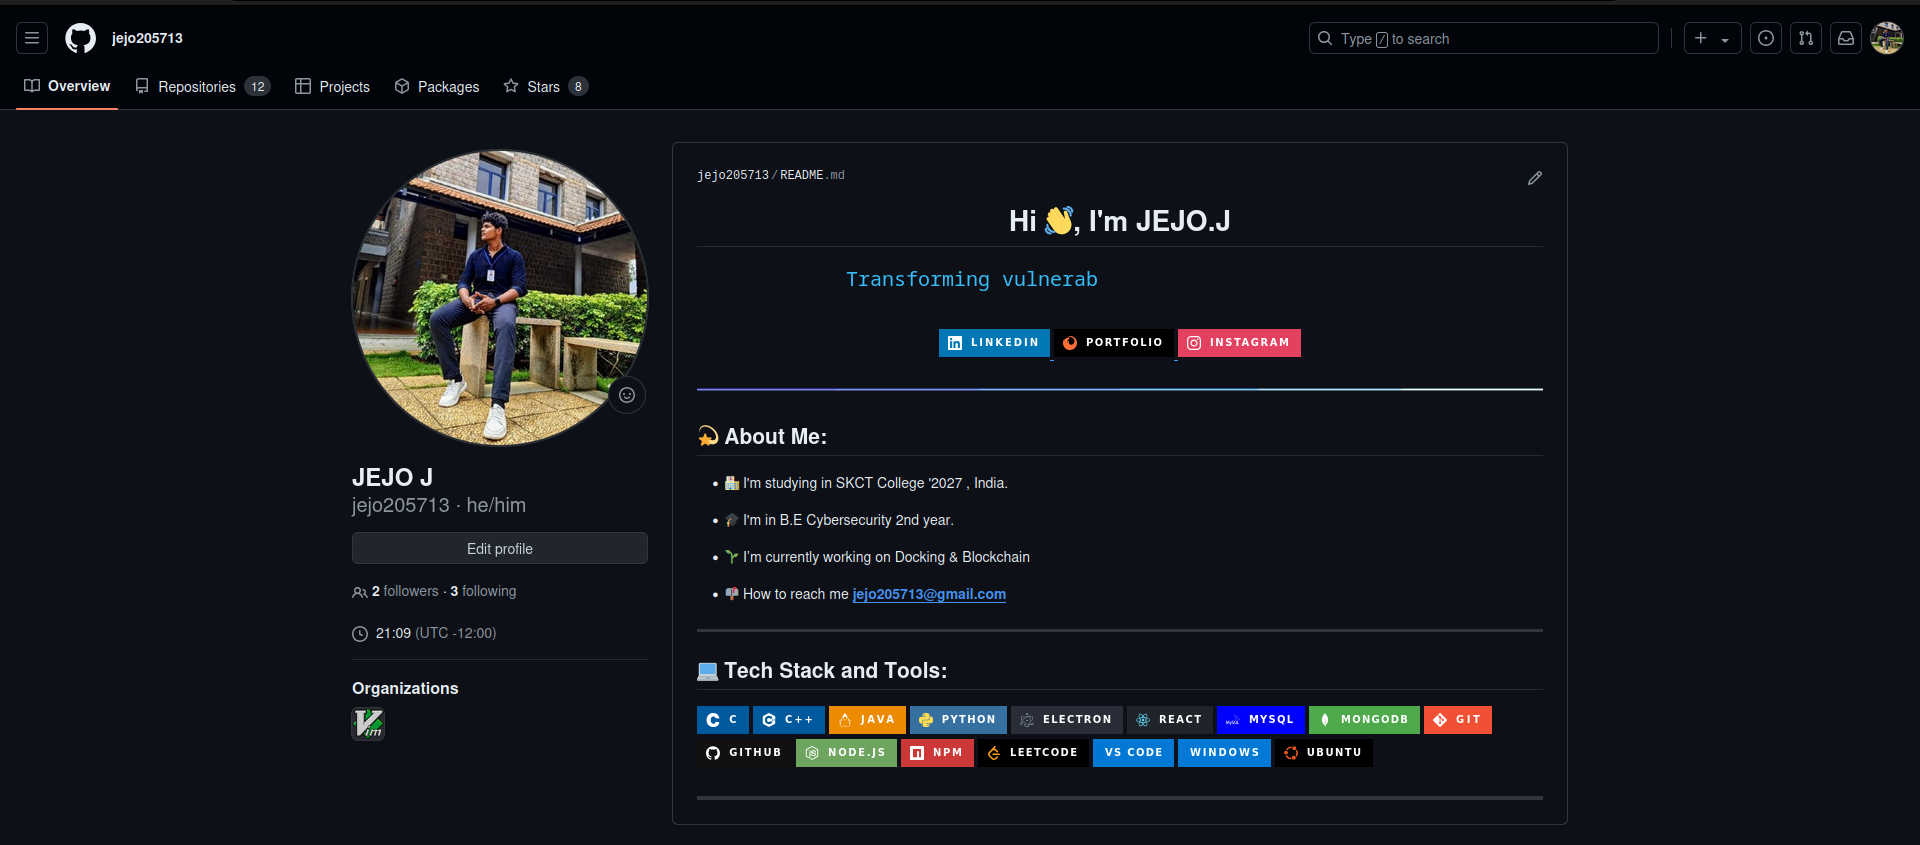 jejo205713
Type / to search
Overview
Repositories 12
Projects
Packages
Stars 8
JEJO J
jejo205713 · he/him
Edit profile
2 followers · 3 following
21:09 (UTC -12:00)
Organizations
Vim
jejo205713/README.md
Hi 👋, I'm JEJO.J
Transforming vulnerab
LINKEDIN PORTFOLIO INSTAGRAM
💫 About Me:
• 🏫 I'm studying in SKCT College '2027 , India.
• 🎓 I'm in B.E Cybersecurity 2nd year.
• 🌱 I’m currently working on Docking & Blockchain
• 📫 How to reach me jejo205713@gmail.com
💻 Tech Stack and Tools:
C C++ JAVA PYTHON ELECTRON REACT MYSQL MONGODB GIT
GITHUB NODE.JS NPM LEETCODE VS CODE WINDOWS UBUNTU